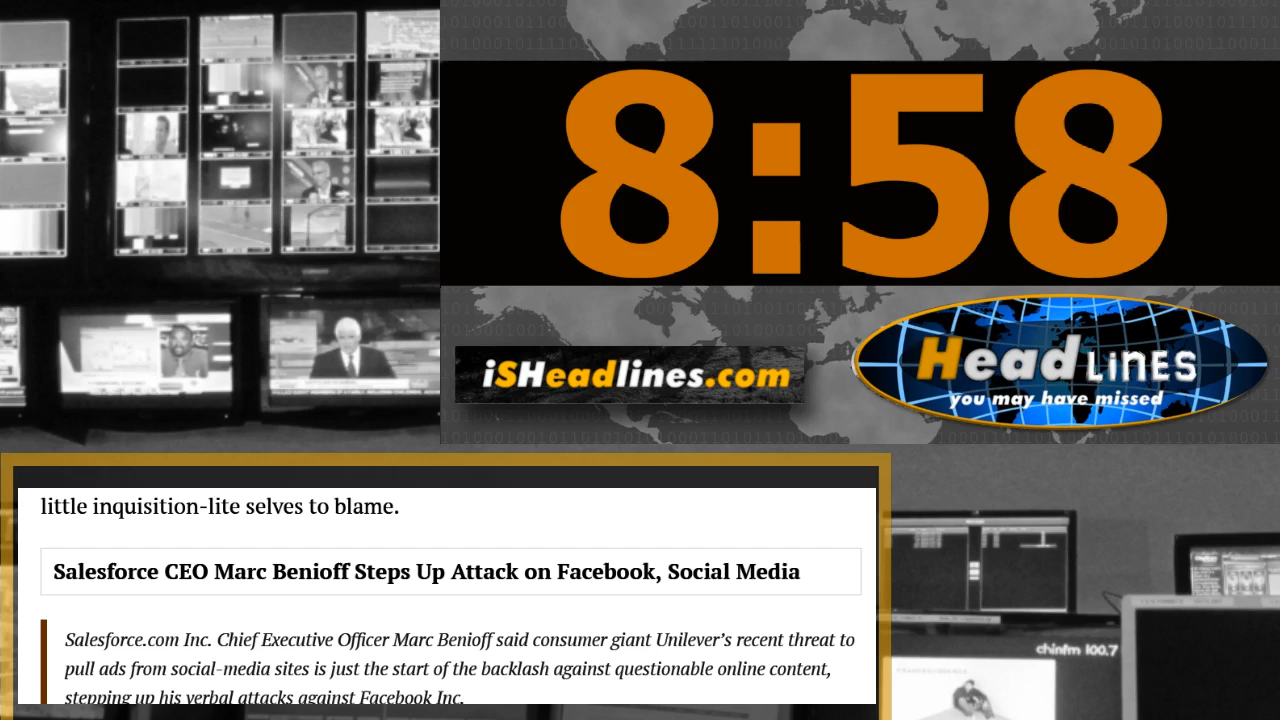 8:58
iSHeadlines.com
HeadLINES
you may have missed
little inquisition-lite selves to blame.
Salesforce CEO Marc Benioff Steps Up Attack on Facebook, Social Media
Salesforce.com Inc. Chief Executive Officer Marc Benioff said consumer giant Unilever's recent threat to
pull ads from social-media sites is just the start of the backlash against questionable online content,
stepping up his verbal attacks against Facebook Inc.
chinfm 100.7